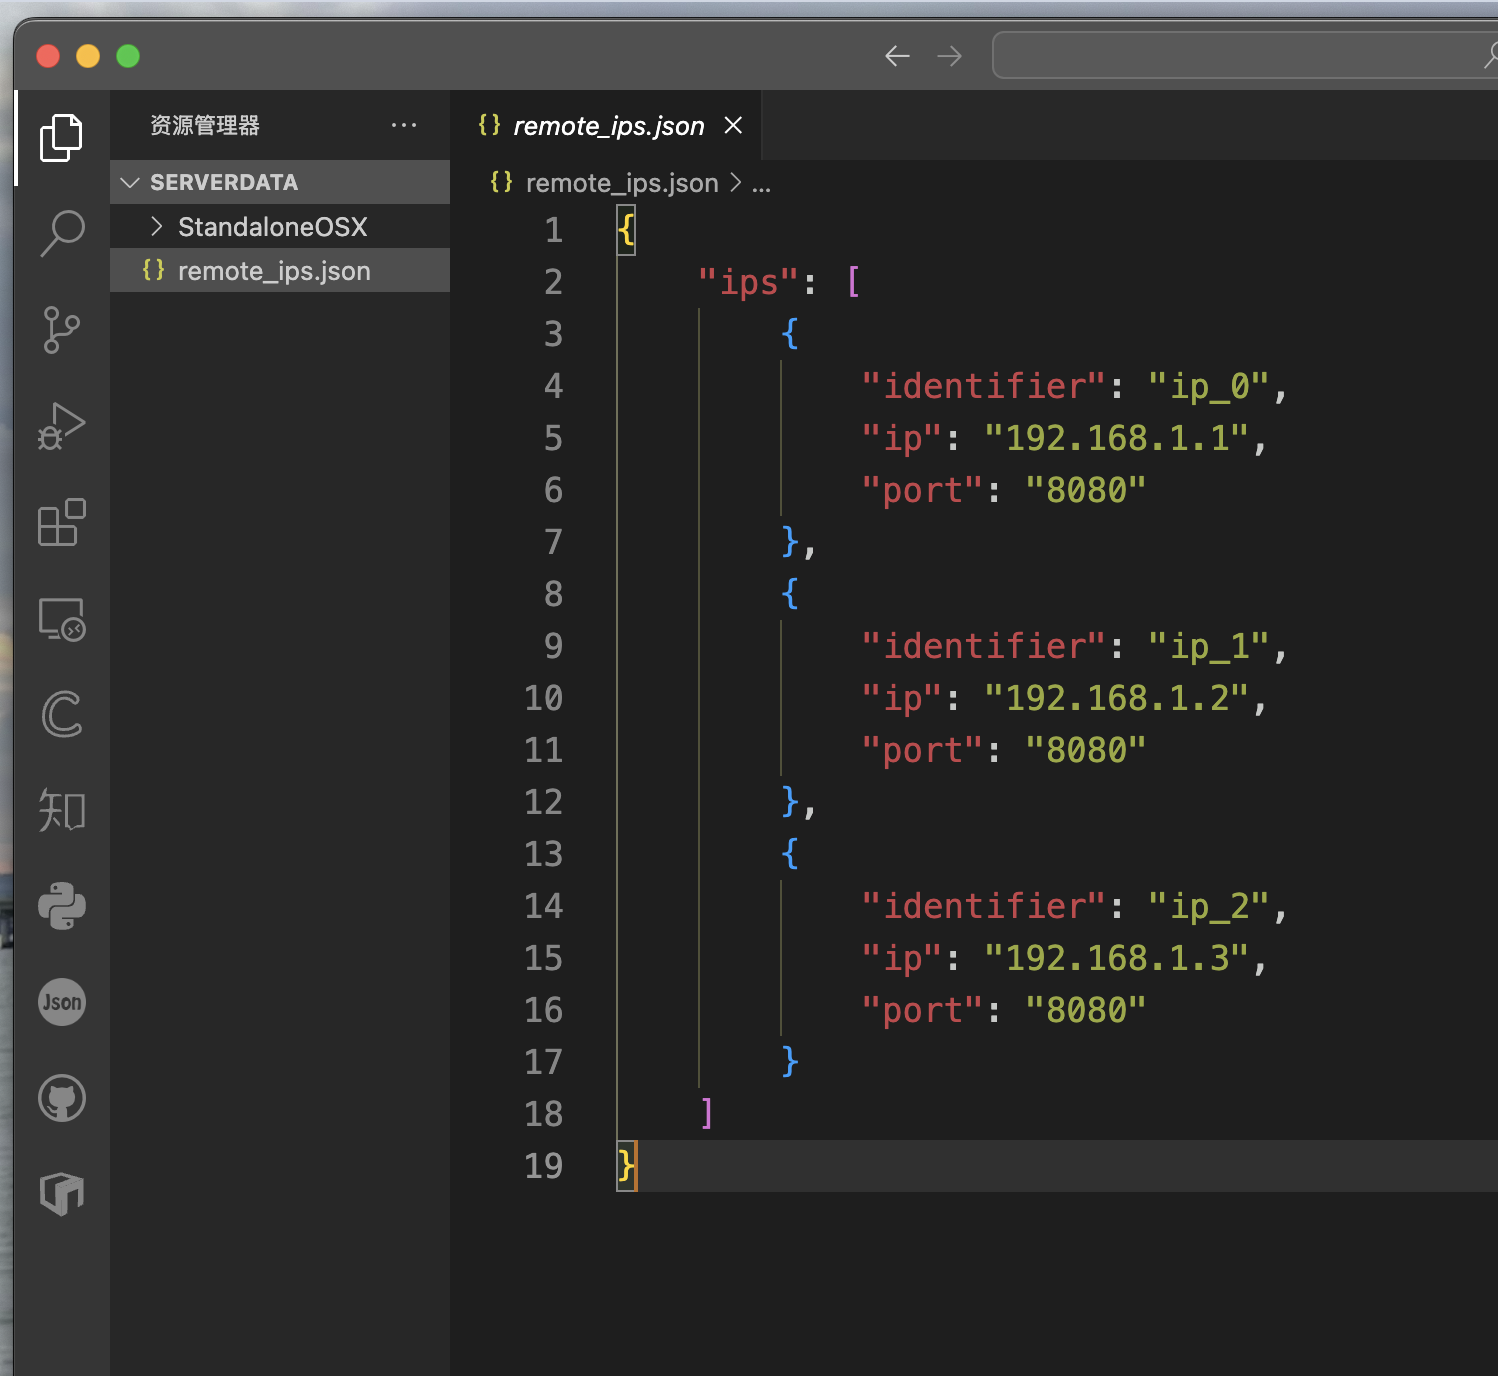 资源管理器
SERVERDATA
StandaloneOSX
{} remote_ips.json
{} remote_ips.json
{} remote_ips.json > ...
1 {
2 "ips": [
3 {
4 "identifier": "ip_0",
5 "ip": "192.168.1.1",
6 "port": "8080"
7 },
8 {
9 "identifier": "ip_1",
10 "ip": "192.168.1.2",
11 "port": "8080"
12 },
13 {
14 "identifier": "ip_2",
15 "ip": "192.168.1.3",
16 "port": "8080"
17 }
18 ]
19 }
知
Json